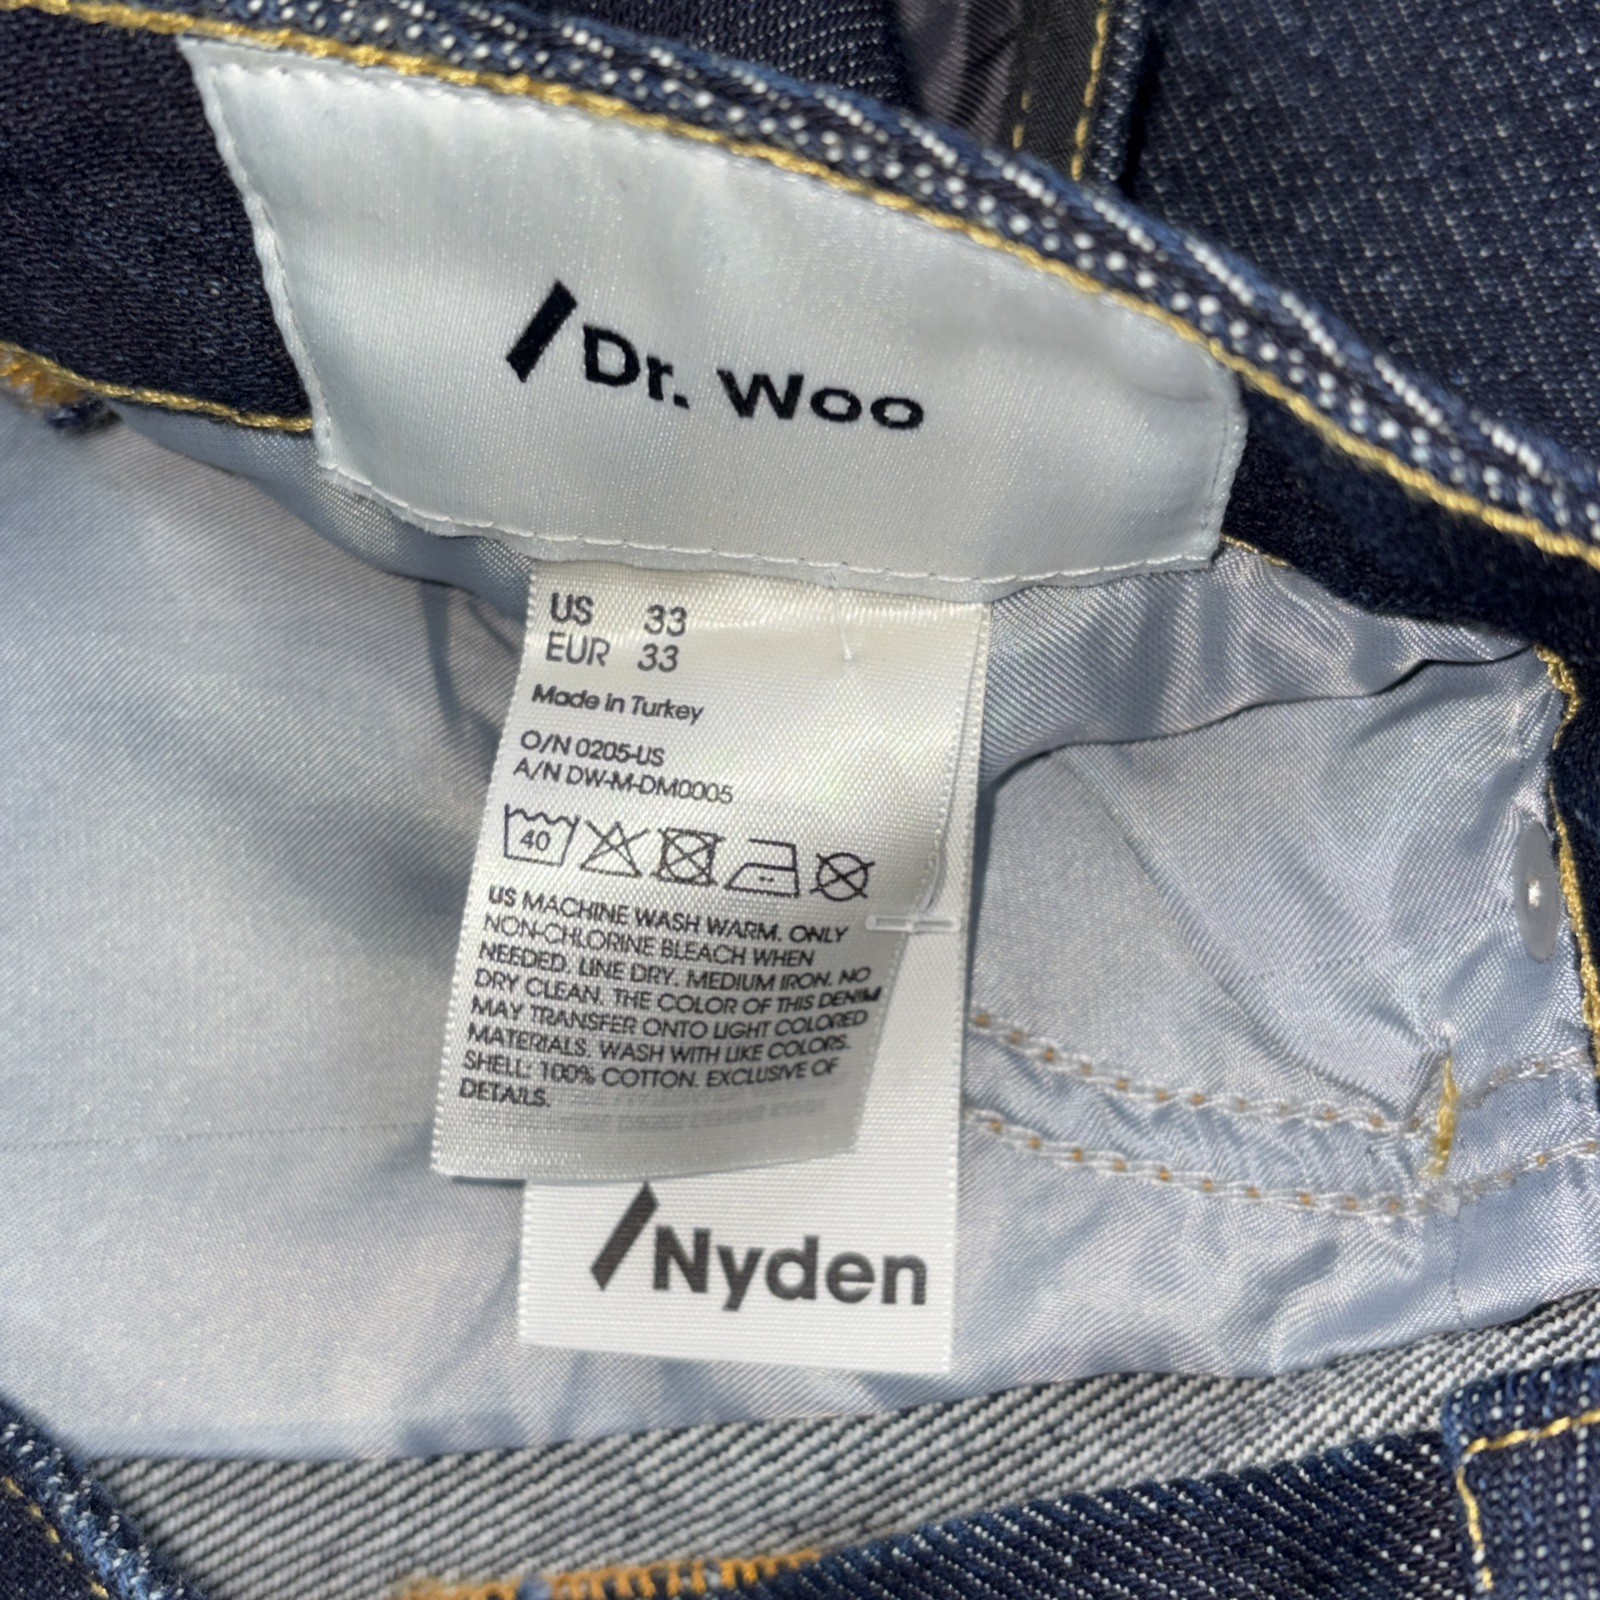 /Dr. Woo
US 33
EUR 33
Made in Turkey
O/N 0205-US
A/N DW-M-DM0005
40
US MACHINE WASH WARM. ONLY
NON-CHLORINE BLEACH WHEN
NEEDED. LINE DRY. MEDIUM IRON. NO
DRY CLEAN. THE COLOR OF THIS DENIM
MAY TRANSFER ONTO LIGHT COLORED
MATERIALS. WASH WITH LIKE COLORS.
SHELL: 100% COTTON. EXCLUSIVE OF
DETAILS.
/Nyden